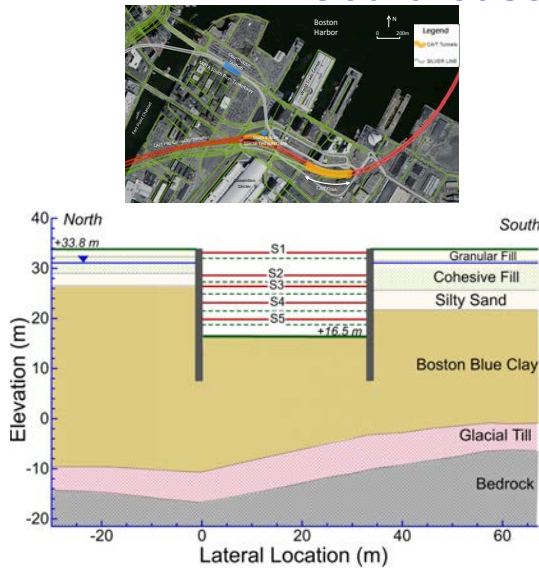 Boston
Harbor
N
0 200m
Legend
CA/T Tunnels
SILVER LINE
40
North
South
+33.8 m
S1
Granular Fill
30
S2
Cohesive Fill
S3
S4
Silty Sand
20
S5
+16.5 m
Boston Blue Clay
10
0
Glacial Till
-10
Bedrock
-20
-20 0 20 40 60
Elevation (m)
Lateral Location (m)